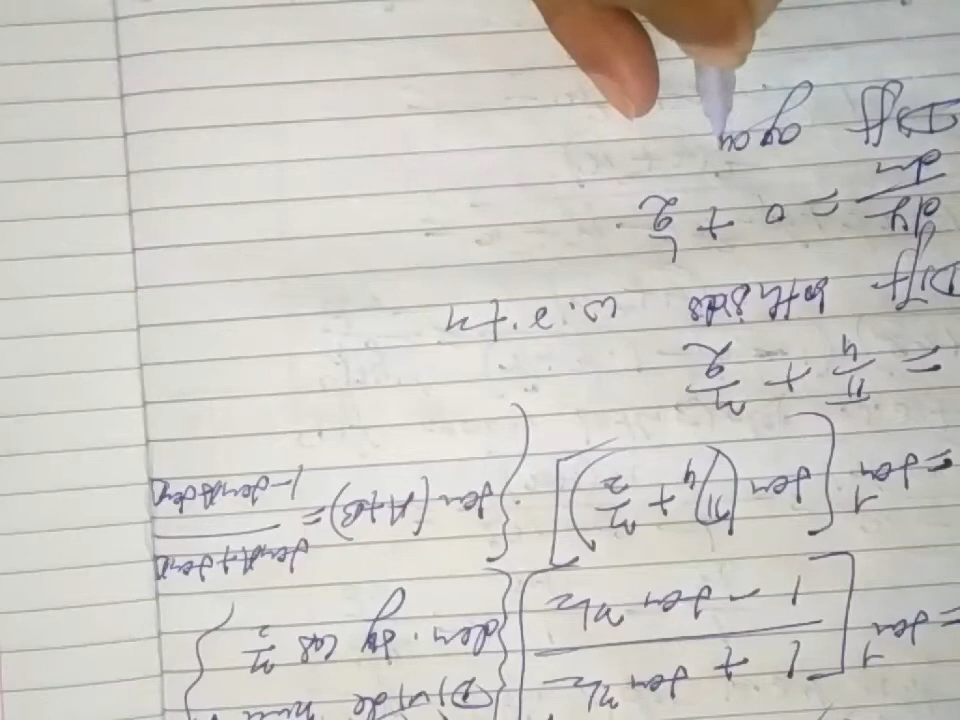 Divide nu
den. by cos x/2
= tan⁻¹ [ (1 + tan x/2) / (1 - tan x/2) ]
= tan⁻¹ [ tan (π/4 + x/2) ] . { tan (A+B) = (tanA + tanB) / (1 - tanA tanB)
= π/4 + x/2
Diff both sides w.r.t x
dy/dx = 0 + 1/2 .
Diff